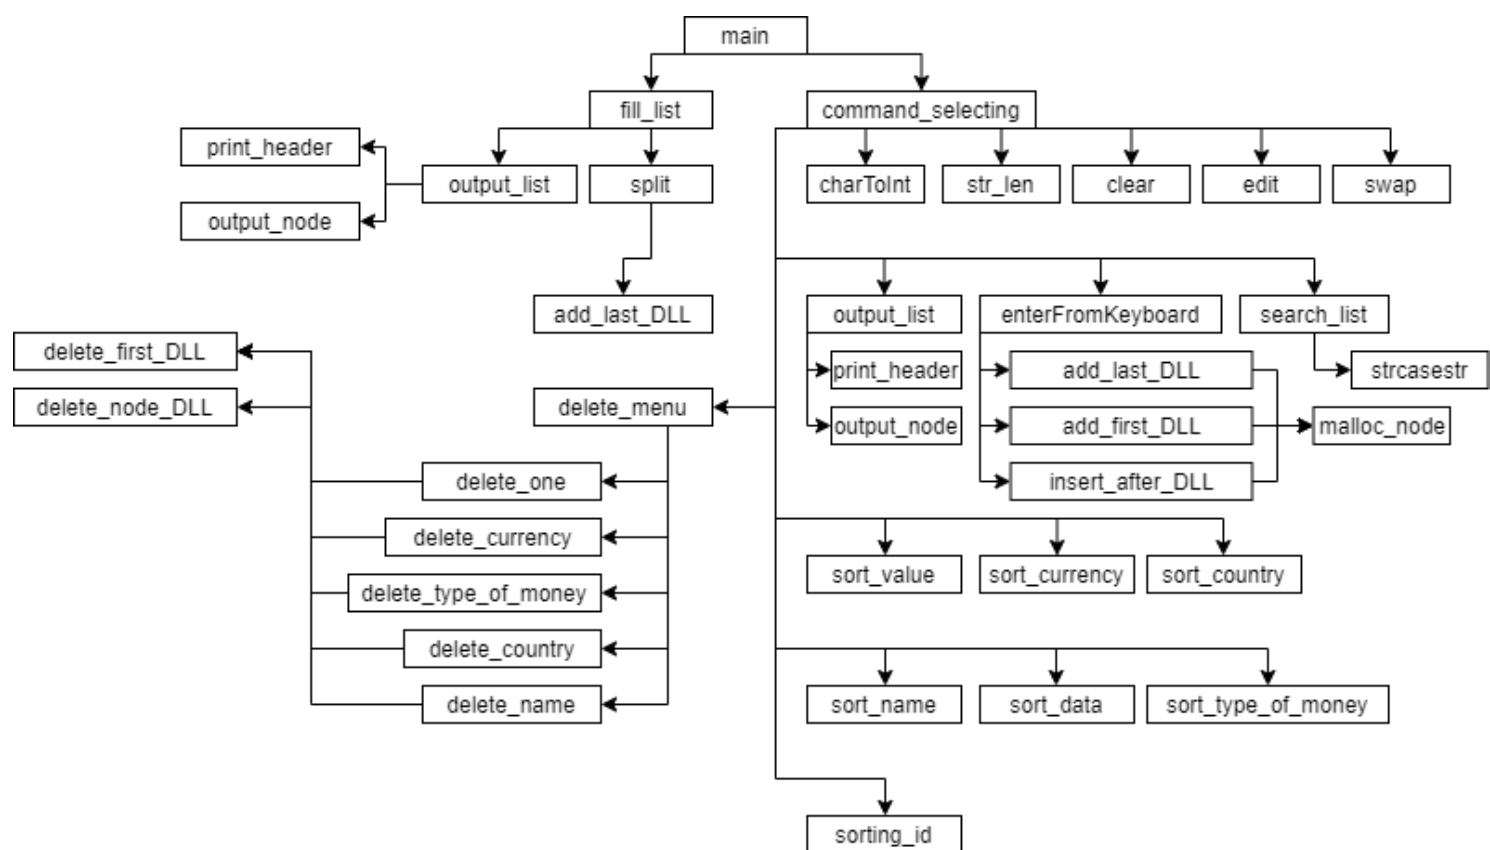 main
fill_list
command_selecting
print_header
output_list
split
charToInt
str_len
clear
edit
swap
output_node
add_last_DLL
output_list
enterFromKeyboard
search_list
delete_first_DLL
print_header
add_last_DLL
strcasestr
delete_node_DLL
delete_menu
output_node
add_first_DLL
malloc_node
delete_one
insert_after_DLL
delete_currency
sort_value
sort_currency
sort_country
delete_type_of_money
delete_country
delete_name
sort_name
sort_data
sort_type_of_money
sorting_id